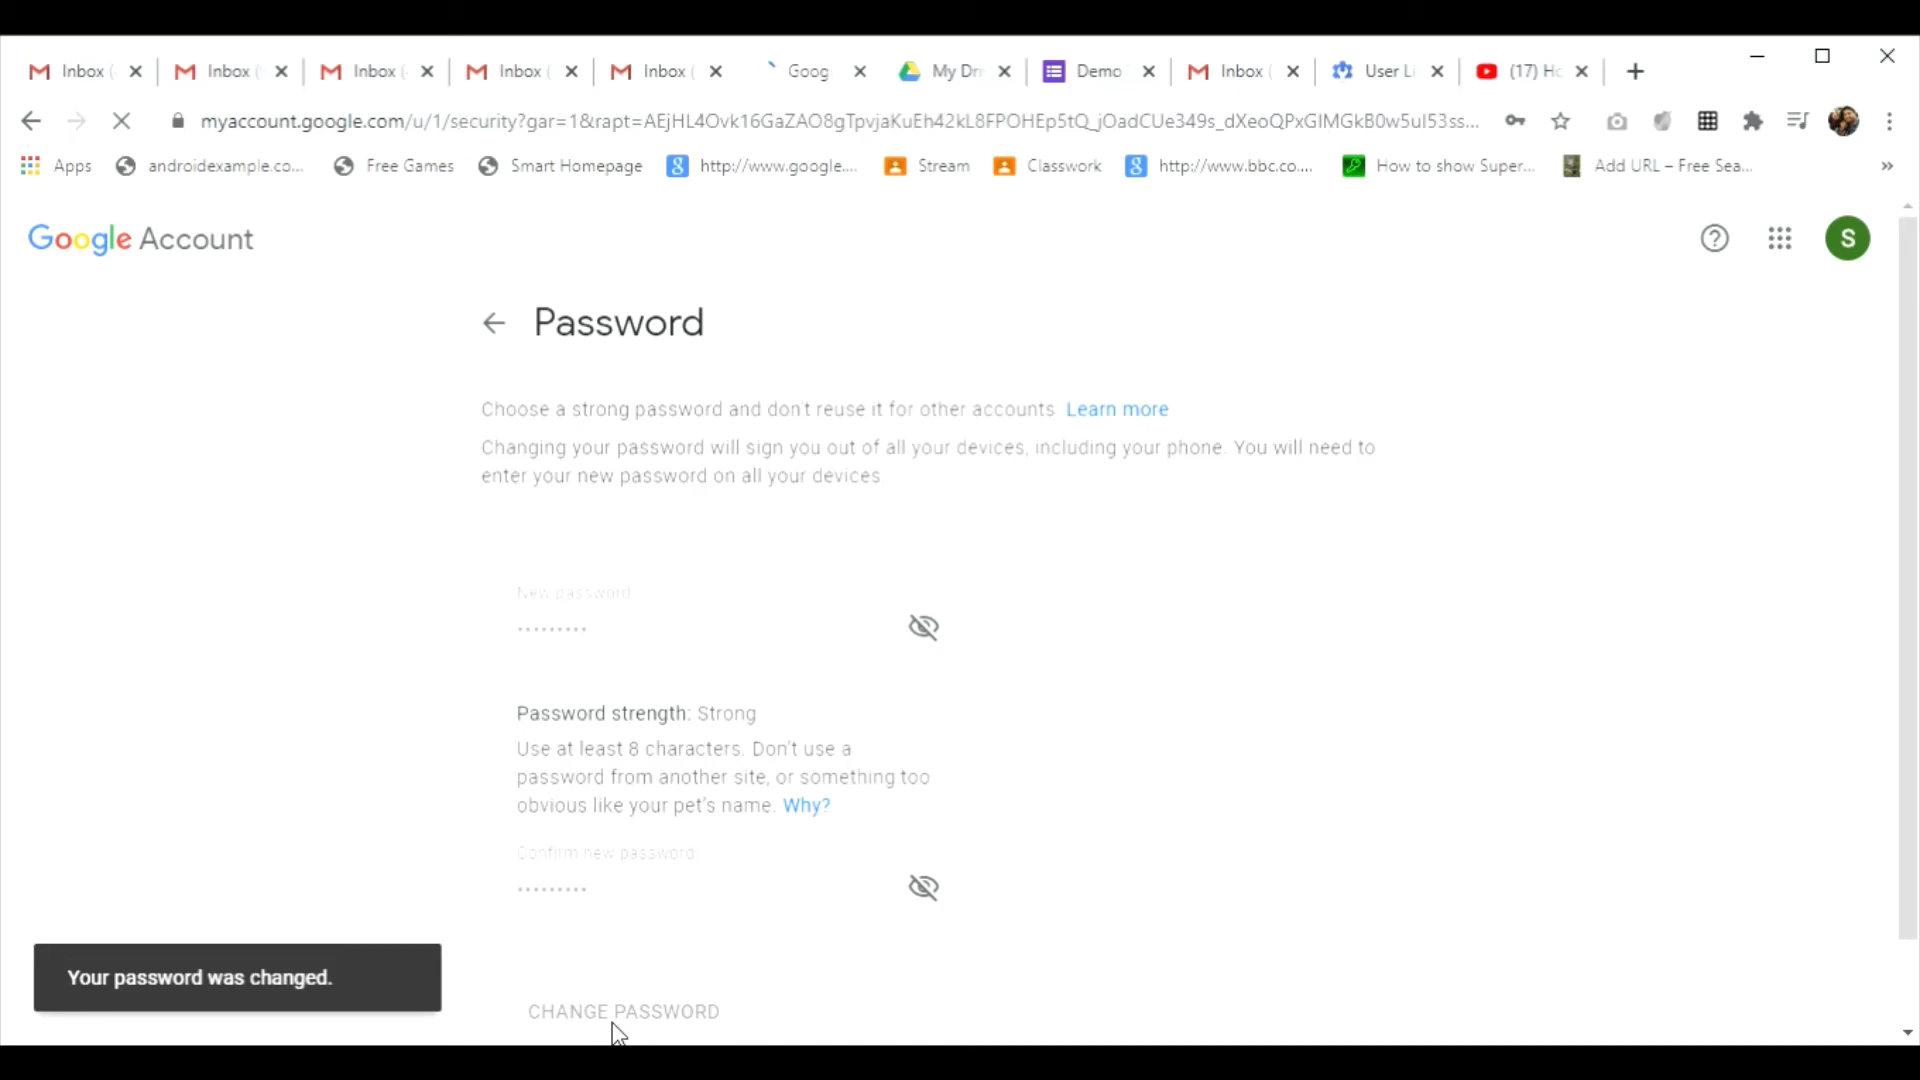 Inbox (
Inbox (
Inbox (
Inbox (
Inbox (
Goog
My Dri
Demo
Inbox (
User Li
(17) Ho
myaccount.google.com/u/1/security?gar=1&rapt=AEjHL4Ovk16GaZAO8gTpvjaKuEh42kL8FPOHEp5tQ_jOadCUe349s_dXeoQPxGIMGkB0w5uI53ss...
Apps
androidexample.co...
Free Games
Smart Homepage
http://www.google....
Stream
Classwork
http://www.bbc.co....
How to show Super...
Add URL – Free Sea...
»
Google Account
S
Password
Choose a strong password and don't reuse it for other accounts. Learn more
Changing your password will sign you out of all your devices, including your phone. You will need to
enter your new password on all your devices.
New password
•••••••••
Password strength: Strong
Use at least 8 characters. Don't use a
password from another site, or something too
obvious like your pet's name. Why?
Confirm new password
•••••••••
Your password was changed.
CHANGE PASSWORD